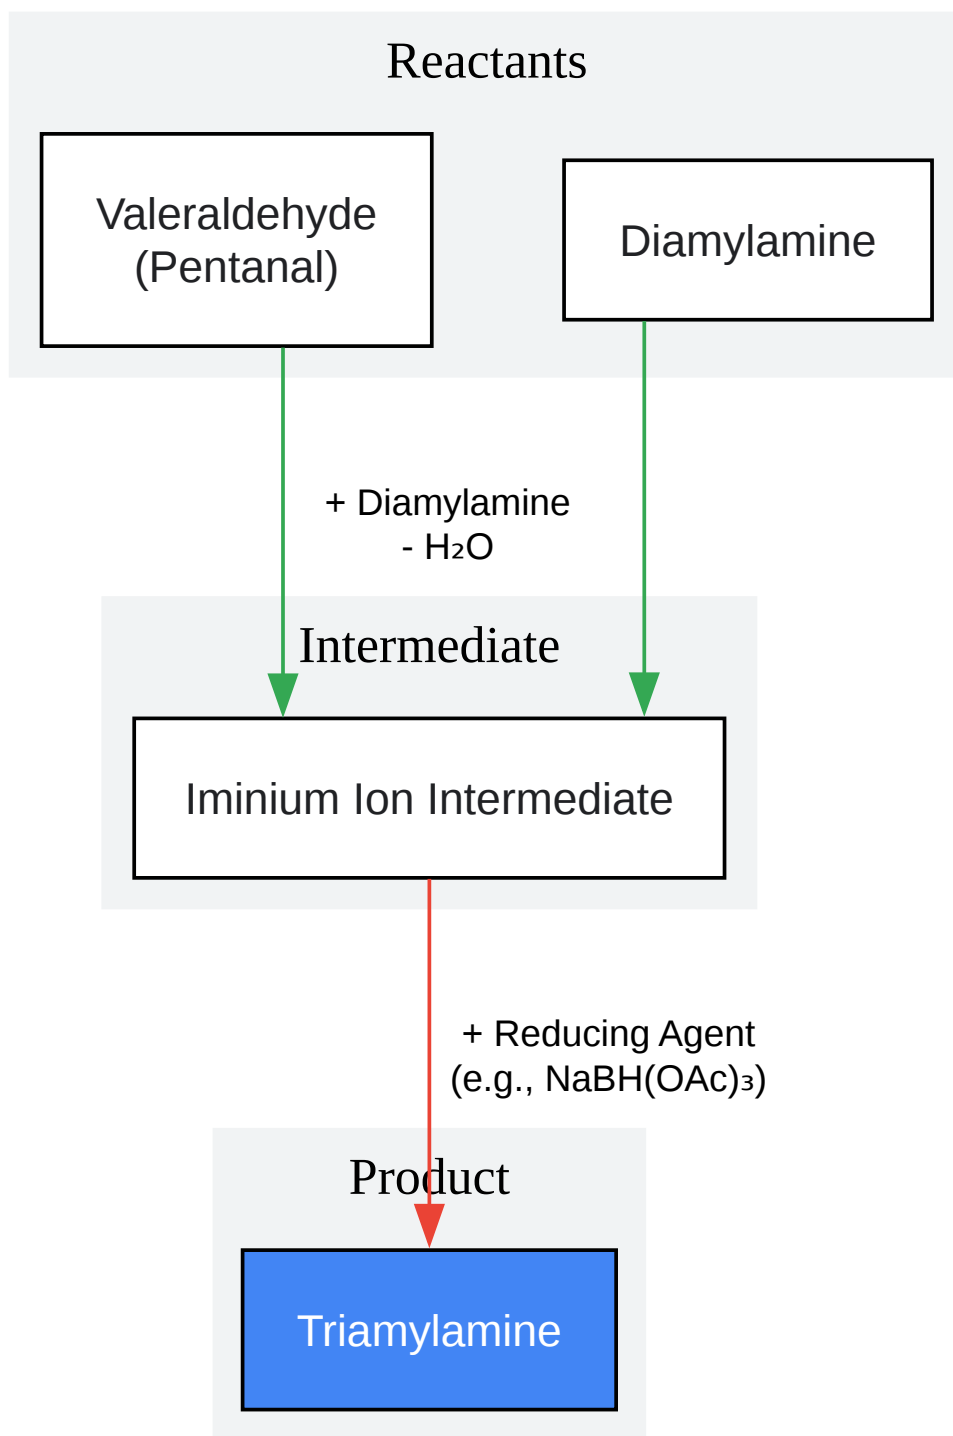 Reactants
Valeraldehyde
(Pentanal)
Diamylamine
+ Diamylamine
- H₂O
Intermediate
Iminium Ion Intermediate
+ Reducing Agent
(e.g., NaBH(OAc)₃)
Product
Triamylamine